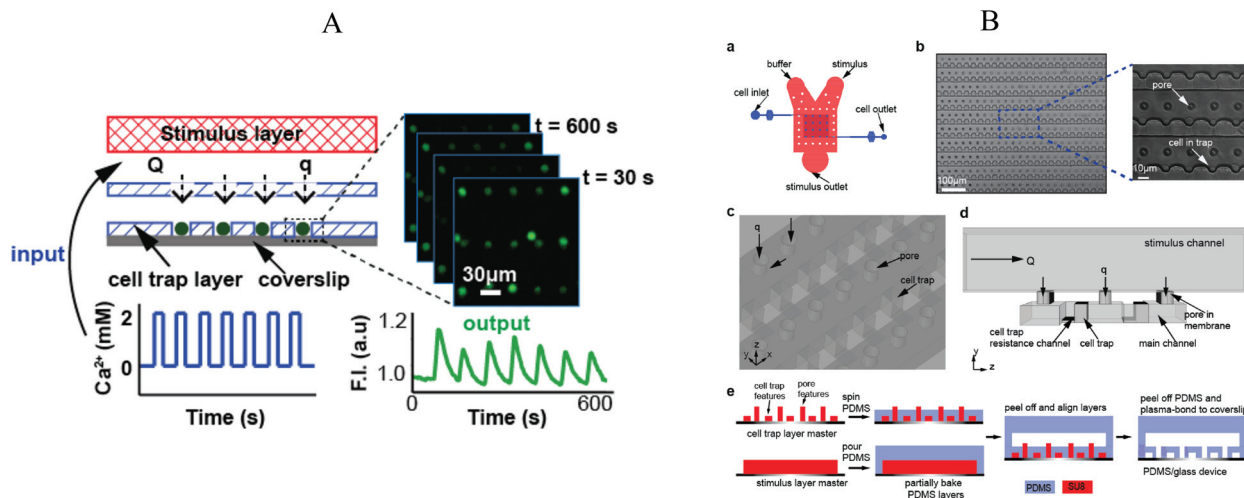 A
Stimulus layer
Q
q
input
cell trap layer
coverslip
t = 600 s
t = 30 s
30µm
2
0
Ca²⁺ (mM)
Time (s)
output
1.2
1.0
F.I. (a.u)
0
600
Time (s)
B
a
buffer
stimulus
cell inlet
cell outlet
stimulus outlet
b
100µm
pore
cell in trap
10µm
c
q
pore
cell trap
z
y
x
d
stimulus channel
Q
q
pore in
membrane
cell trap
resistance channel
cell trap
main channel
y
z
e
cell trap
features
pore
features
spin
PDMS
cell trap layer master
pour
PDMS
stimulus layer master
partially bake
PDMS layers
peel off and align layers
PDMS
SU8
peel off PDMS and
plasma-bond to coverslip
PDMS/glass device